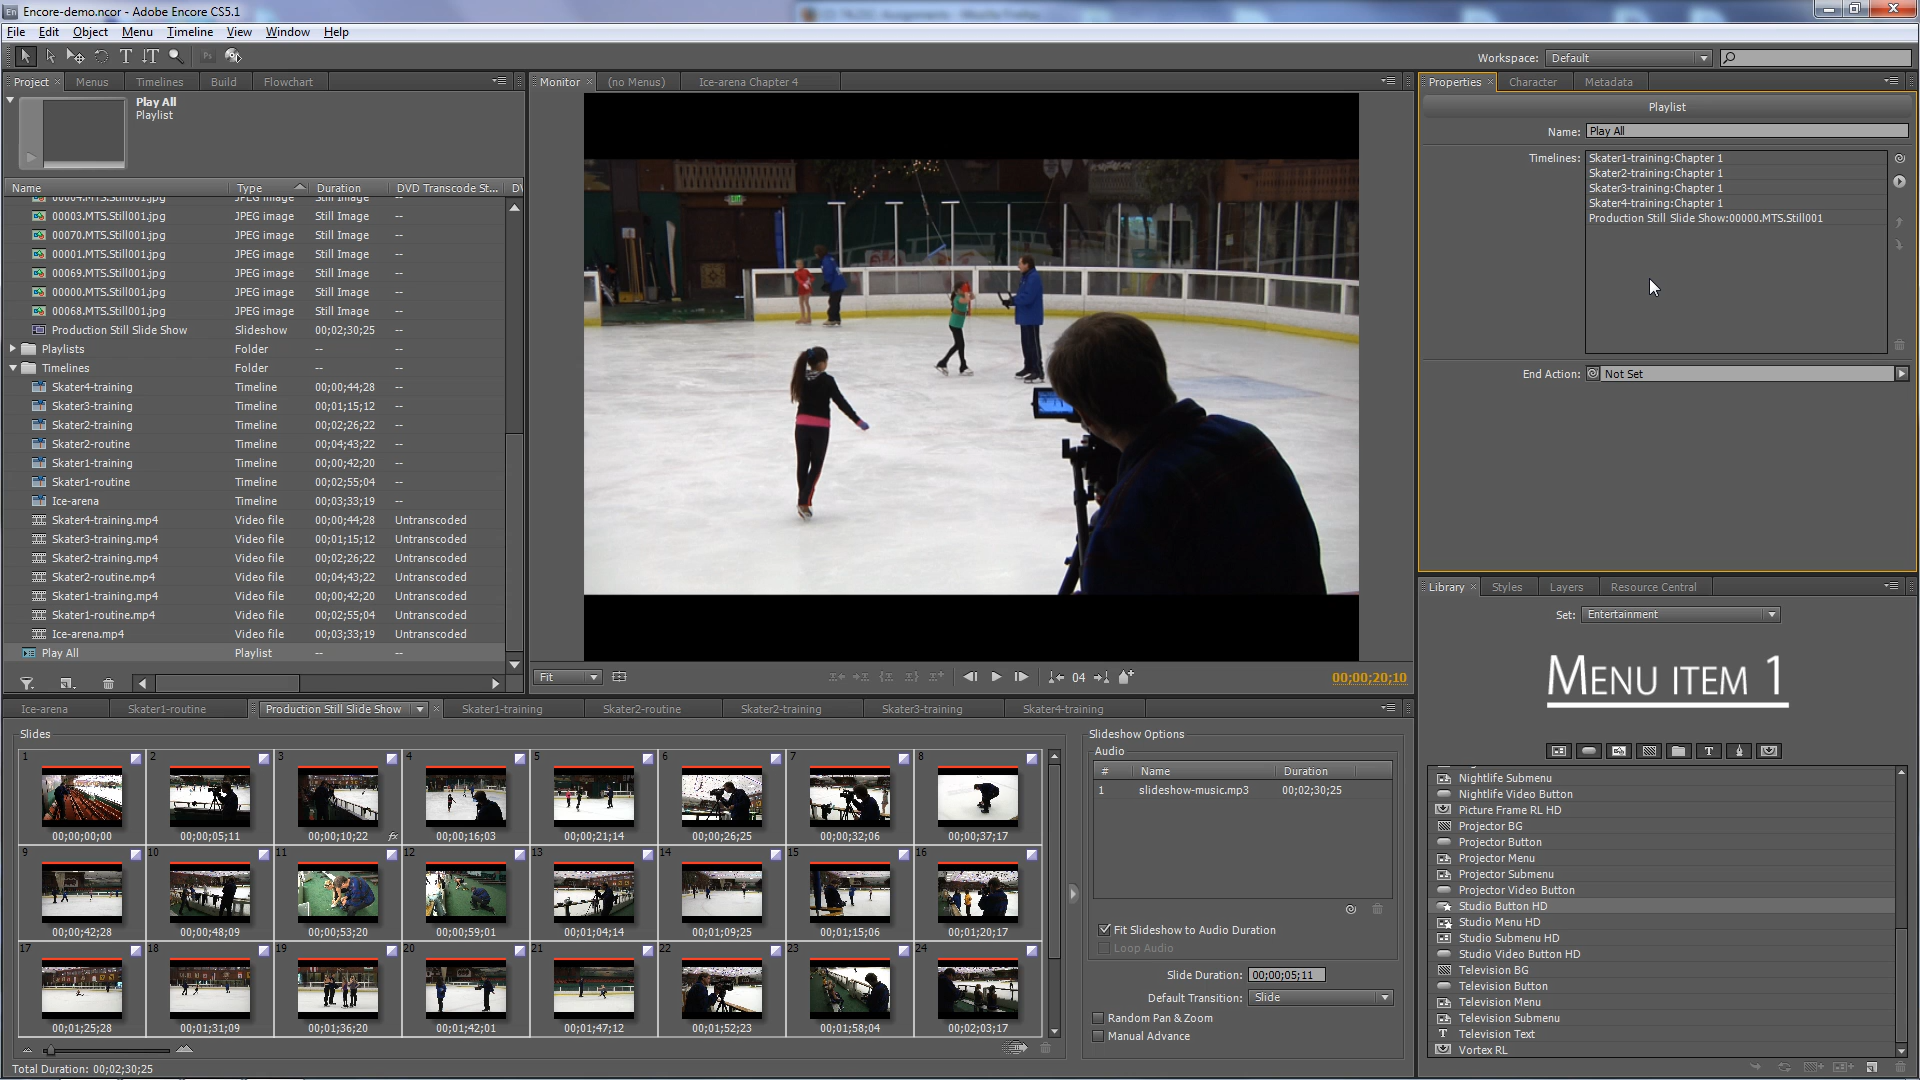 Encore-demo.ncor - Adobe Encore CS5.1
File Edit Object Menu Timeline View Window Help
Workspace: Default
Project Menus Timelines Build Flowchart
Play All
Playlist
Name Type Duration DVD Transcode St... DV
00004.MTS.Still001.jpg JPEG image Still Image --
00003.MTS.Still001.jpg JPEG image Still Image --
00070.MTS.Still001.jpg JPEG image Still Image --
00001.MTS.Still001.jpg JPEG image Still Image --
00069.MTS.Still001.jpg JPEG image Still Image --
00000.MTS.Still001.jpg JPEG image Still Image --
00068.MTS.Still001.jpg JPEG image Still Image --
Production Still Slide Show Slideshow 00;02;30;25 --
Playlists Folder -- --
Timelines Folder -- --
Skater4-training Timeline 00;00;44;28 --
Skater3-training Timeline 00;01;15;12 --
Skater2-training Timeline 00;02;26;22 --
Skater2-routine Timeline 00;04;43;22 --
Skater1-training Timeline 00;00;42;20 --
Skater1-routine Timeline 00;02;55;04 --
Ice-arena Timeline 00;03;33;19 --
Skater4-training.mp4 Video file 00;00;44;28 Untranscoded
Skater3-training.mp4 Video file 00;01;15;12 Untranscoded
Skater2-training.mp4 Video file 00;02;26;22 Untranscoded
Skater2-routine.mp4 Video file 00;04;43;22 Untranscoded
Skater1-training.mp4 Video file 00;00;42;20 Untranscoded
Skater1-routine.mp4 Video file 00;02;55;04 Untranscoded
Ice-arena.mp4 Video file 00;03;33;19 Untranscoded
Play All Playlist -- --
Monitor (no Menus) Ice-arena Chapter 4
Fit 04 00;00;20;10
Properties Character Metadata
Playlist
Name: Play All
Timelines: Skater1-training:Chapter 1
Skater2-training:Chapter 1
Skater3-training:Chapter 1
Skater4-training:Chapter 1
Production Still Slide Show:00000.MTS.Still001
End Action: Not Set
Library Styles Layers Resource Central
Set: Entertainment
MENU ITEM 1
Nightlife Submenu
Nightlife Video Button
Picture Frame RL HD
Projector BG
Projector Button
Projector Menu
Projector Submenu
Projector Video Button
Studio Button HD
Studio Menu HD
Studio Submenu HD
Studio Video Button HD
Television BG
Television Button
Television Menu
Television Submenu
Television Text
Vortex RL
Ice-arena Skater1-routine Production Still Slide Show Skater1-training Skater2-routine Skater2-training Skater3-training Skater4-training
Slides
1 2 3 4 5 6 7 8
00;00;00;00 00;00;05;11 00;00;10;22 fx 00;00;16;03 00;00;21;14 00;00;26;25 00;00;32;06 00;00;37;17
9 10 11 12 13 14 15 16
00;00;42;28 00;00;48;09 00;00;53;20 00;00;59;01 00;01;04;14 00;01;09;25 00;01;15;06 00;01;20;17
17 18 19 20 21 22 23 24
00;01;25;28 00;01;31;09 00;01;36;20 00;01;42;01 00;01;47;12 00;01;52;23 00;01;58;04 00;02;03;17
Total Duration: 00;02;30;25
Slideshow Options
Audio
# Name Duration
1 slideshow-music.mp3 00;02;30;25
Fit Slideshow to Audio Duration
Loop Audio
Slide Duration: 00;00;05;11
Default Transition: Slide
Random Pan & Zoom
Manual Advance